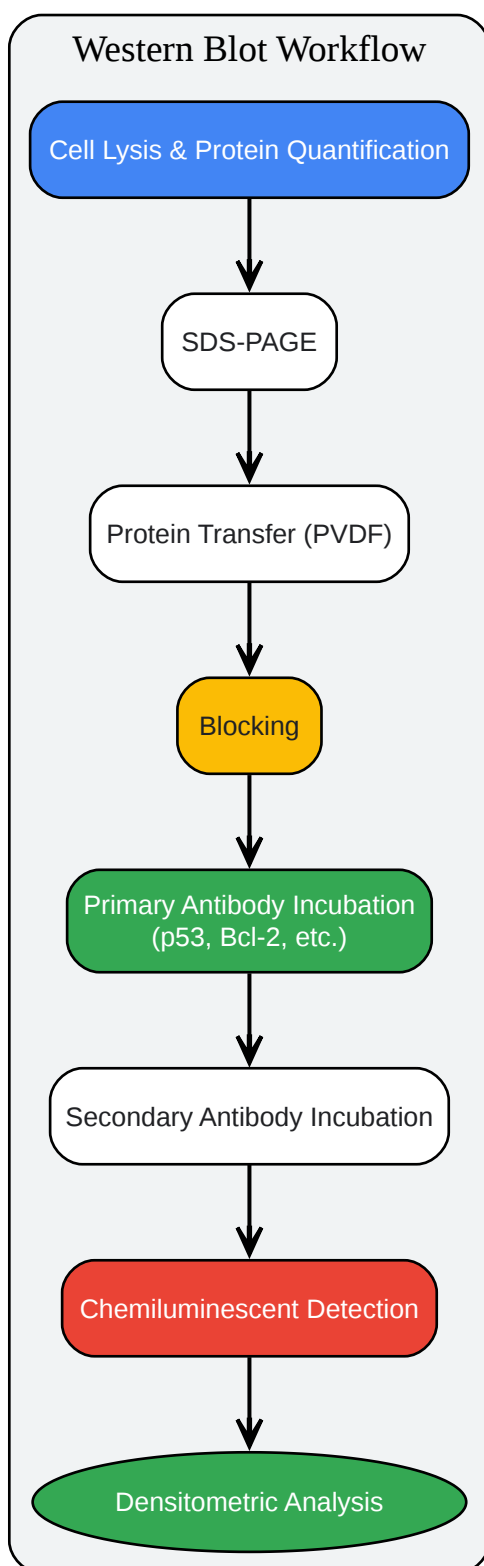 Western Blot Workflow
Cell Lysis & Protein Quantification
SDS-PAGE
Protein Transfer (PVDF)
Blocking
Primary Antibody Incubation
(p53, Bcl-2, etc.)
Secondary Antibody Incubation
Chemiluminescent Detection
Densitometric Analysis